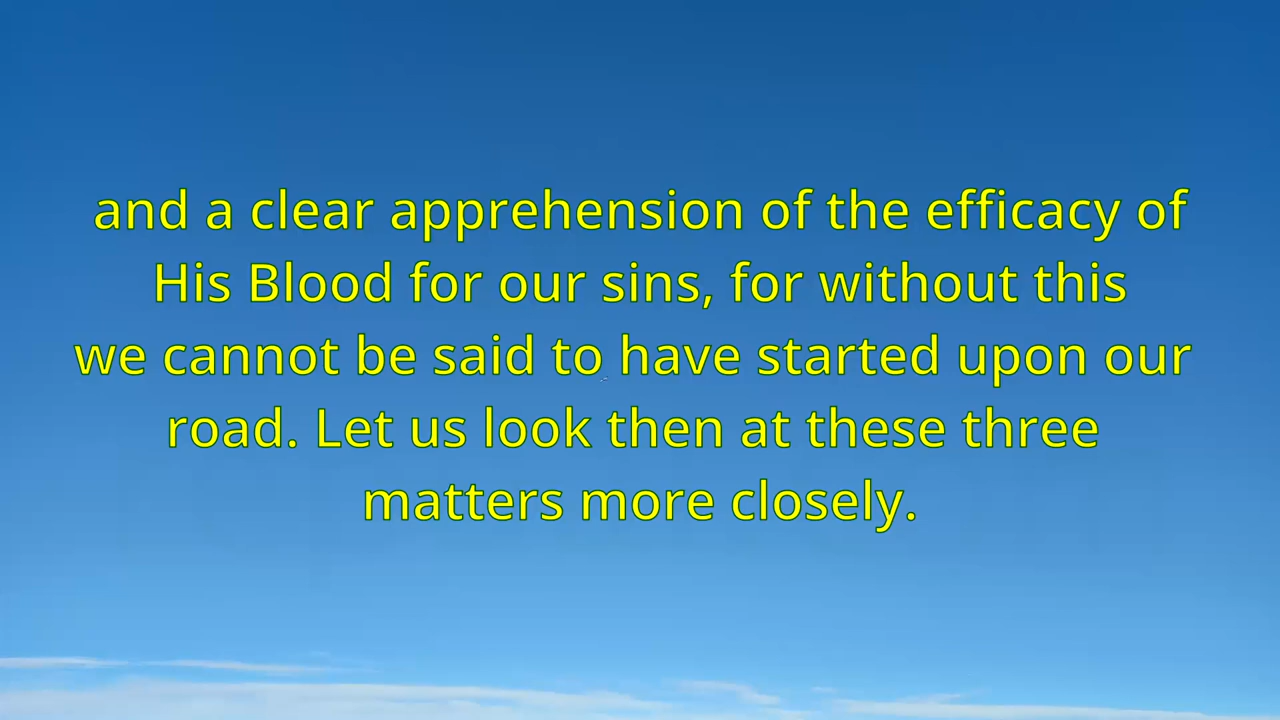 and a clear apprehension of the efficacy of
His Blood for our sins, for without this
we cannot be said to have started upon our
road. Let us look then at these three
matters more closely.